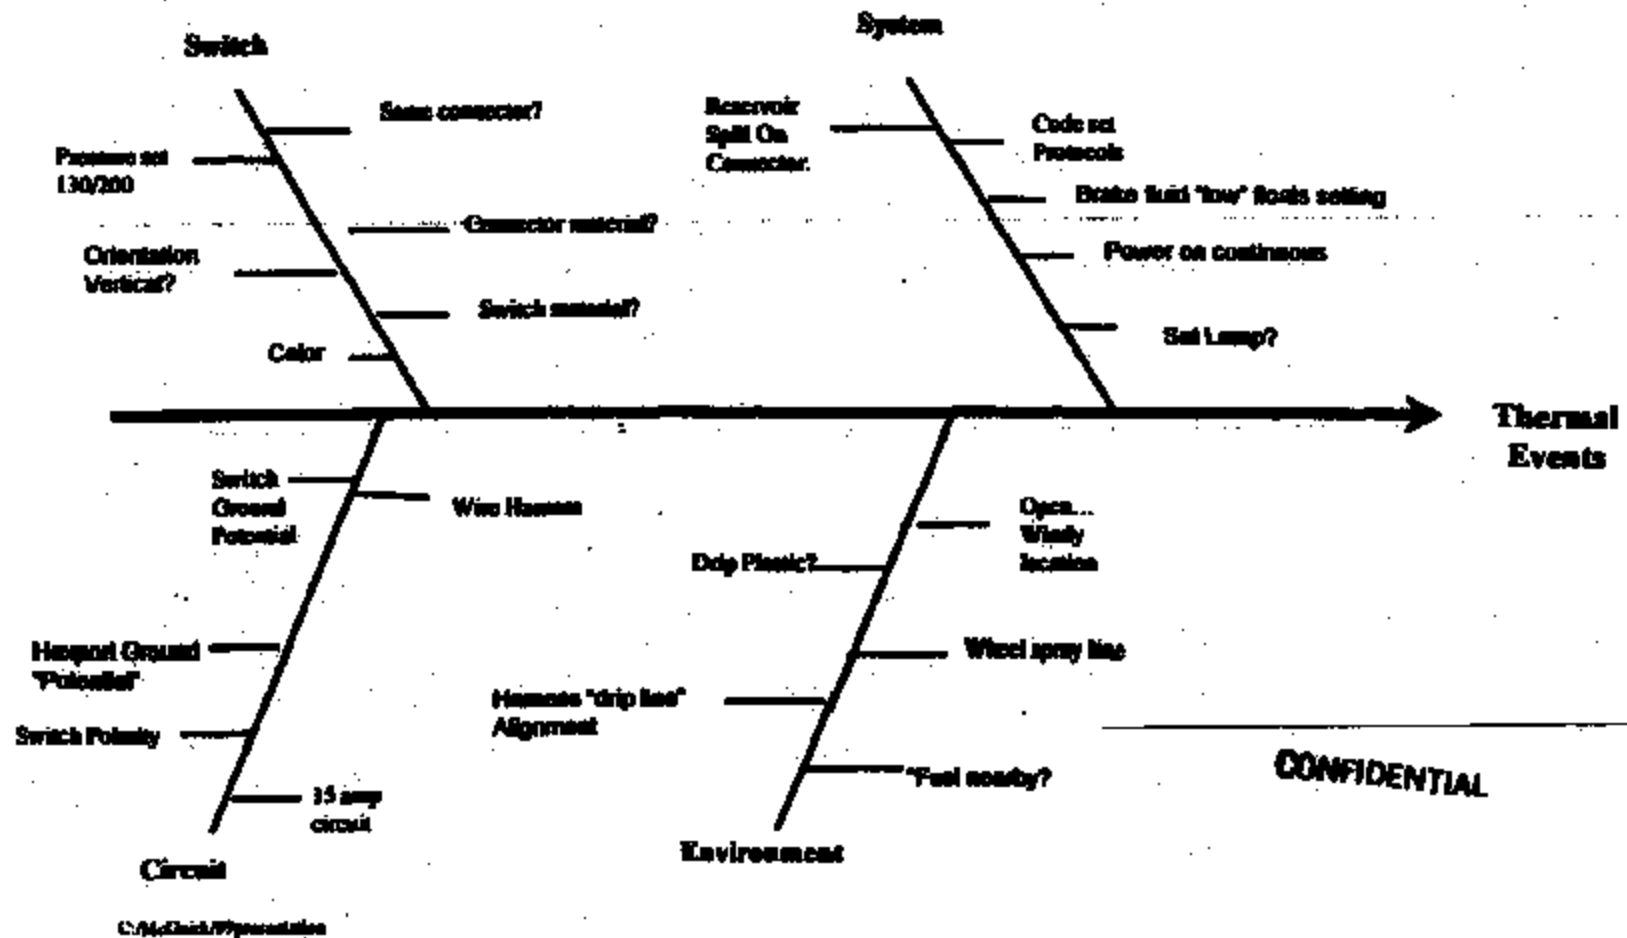 Switch
Same connector?
Pressure set
130/200
Connector material?
Orientation
Vertical?
Switch material?
Color
System
Reservoir
Spill On
Connector.
Code set
Protocols
Brake fluid "low" floats setting
Power on continuous
Thermal
Events
Switch
Ground
Potential
Wire Harness
Ground
"Potential"
Switch Polarity
15 amp
circuit
Circuit
Open...
Windy
location
Drip Plastic?
Wheel spray line
Harness "drip line"
Alignment
"Fuel nearby?
Environment
CONFIDENTIAL